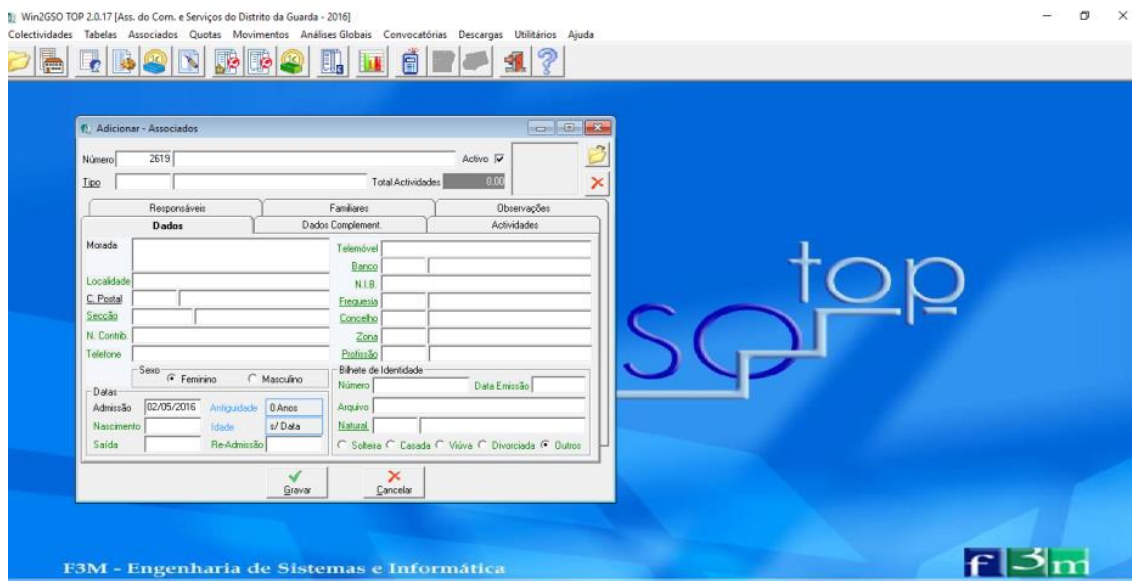 Win2GSO TOP 2.0.17 [Ass. do Com. e Serviços do Distrito da Guarda - 2016]
Colectividades Tabelas Associados Quotas Movimentos Análises Globais Convocatórias Descargas Utilitários Ajuda
Adicionar - Associados
Número 2619 Activo
Tipo Total Actividades 0.00
Responsáveis Familiares Observações
Dados Dados Complement. Actividades
Morada Telemóvel
Banco
Localidade N.I.B.
C. Postal Freguesia
Secção Concelho
N. Contrib. Zona
Telefone Profissão
Sexo Feminino Masculino
Bilhete de Identidade
Número Data Emissão
Datas
Admissão 02/05/2016 Antiguidade 0 Anos Arquivo
Nascimento Idade s/ Data Natural
Saída Re-Admissão Solteira Casada Viúva Divorciada Outros
Gravar Cancelar
SO top
F3M - Engenharia de Sistemas e Informática
f3m